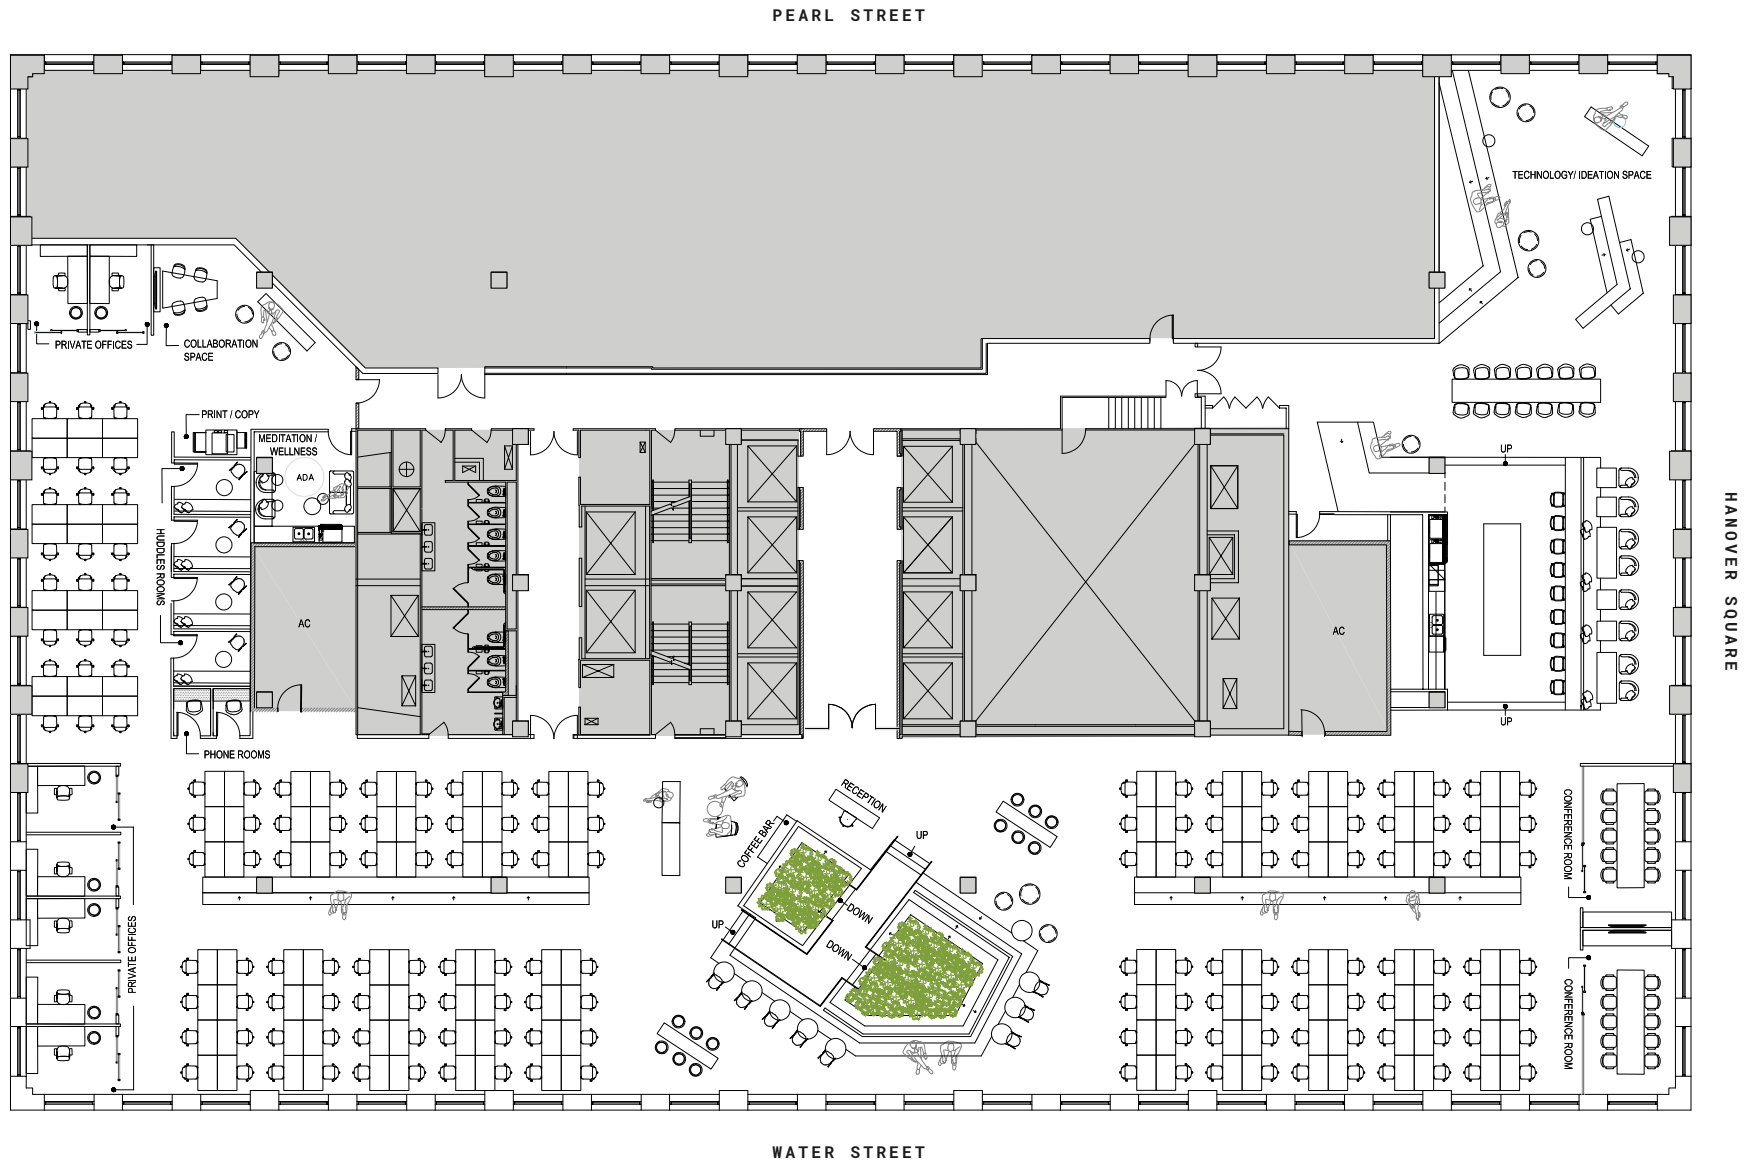 PEARL STREET
TECHNOLOGY/ IDEATION SPACE
PRIVATE OFFICES
COLLABORATION
SPACE
PRINT / COPY
MEDITATION /
WELLNESS
ADA
UP
HUDDLES ROOMS
HANOVER SQUARE
AC
AC
UP
PHONE ROOMS
RECEPTION
COFFEE BAR
UP
CONFERENCE ROOM
DOWN
UP
DOWN
PRIVATE OFFICES
CONFERENCE ROOM
WATER STREET